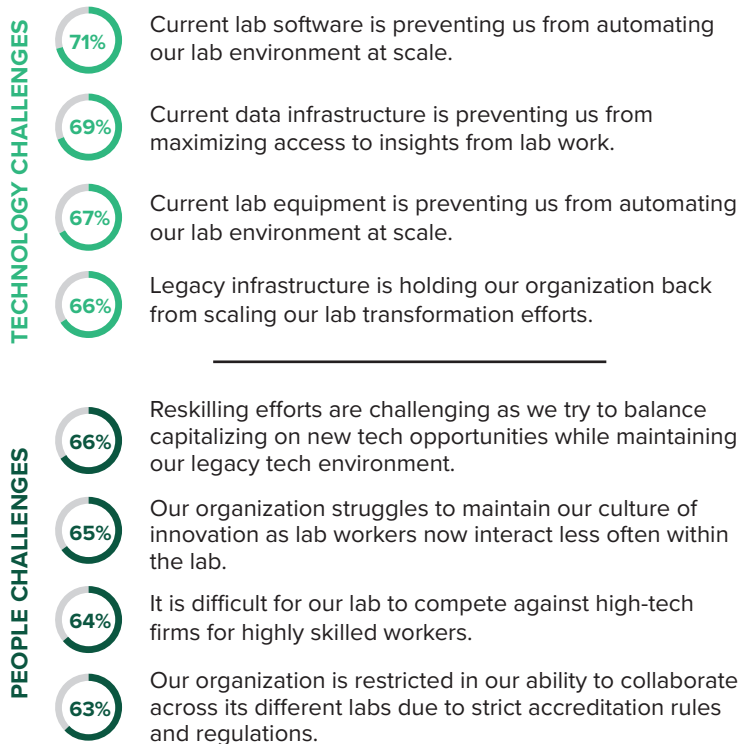 TECHNOLOGY CHALLENGES
71%
Current lab software is preventing us from automating
our lab environment at scale.
69%
Current data infrastructure is preventing us from
maximizing access to insights from lab work.
67%
Current lab equipment is preventing us from automating
our lab environment at scale.
66%
Legacy infrastructure is holding our organization back
from scaling our lab transformation efforts.
PEOPLE CHALLENGES
66%
Reskilling efforts are challenging as we try to balance
capitalizing on new tech opportunities while maintaining
our legacy tech environment.
65%
Our organization struggles to maintain our culture of
innovation as lab workers now interact less often within
the lab.
64%
It is difficult for our lab to compete against high-tech
firms for highly skilled workers.
63%
Our organization is restricted in our ability to collaborate
across its different labs due to strict accreditation rules
and regulations.